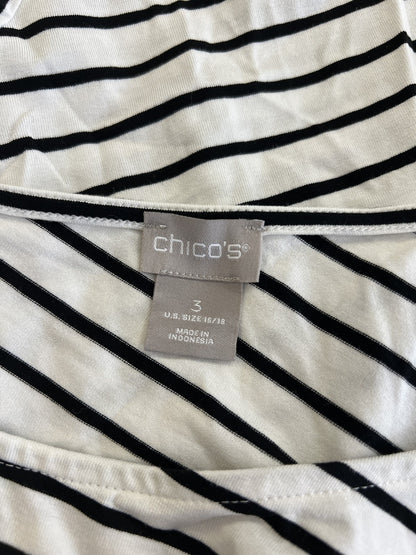 chico's®
3
U.S. SIZE 16/18
MADE IN
INDONESIA